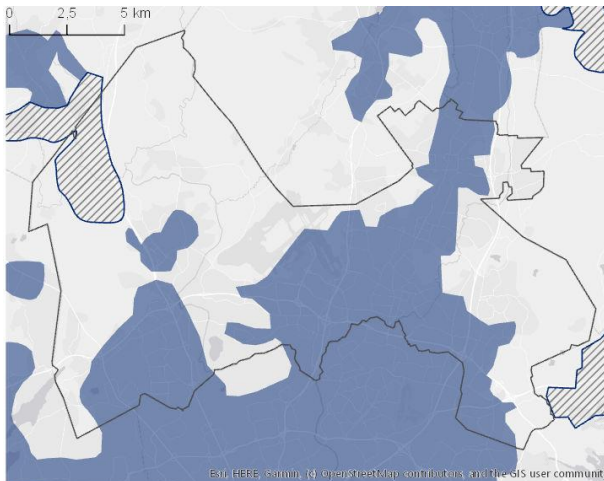 0 2,5 5 km
Esri, HERE, Garmin, (c) OpenStreetMap contributors, and the GIS user communit